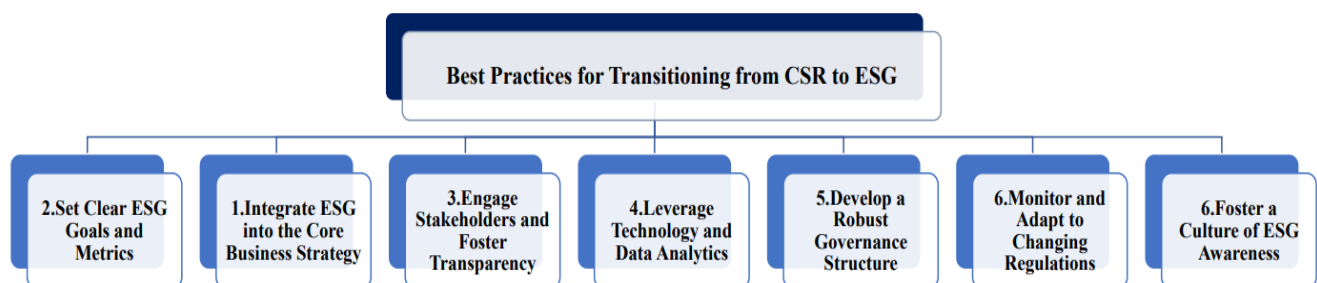 Best Practices for Transitioning from CSR to ESG
2.Set Clear ESG
Goals and
Metrics
1.Integrate ESG
into the Core
Business Strategy
3.Engage
Stakeholders and
Foster
Transparency
4.Leverage
Technology and
Data Analytics
5.Develop a
Robust
Governance
Structure
6.Monitor and
Adapt to
Changing
Regulations
6.Foster a
Culture of ESG
Awareness